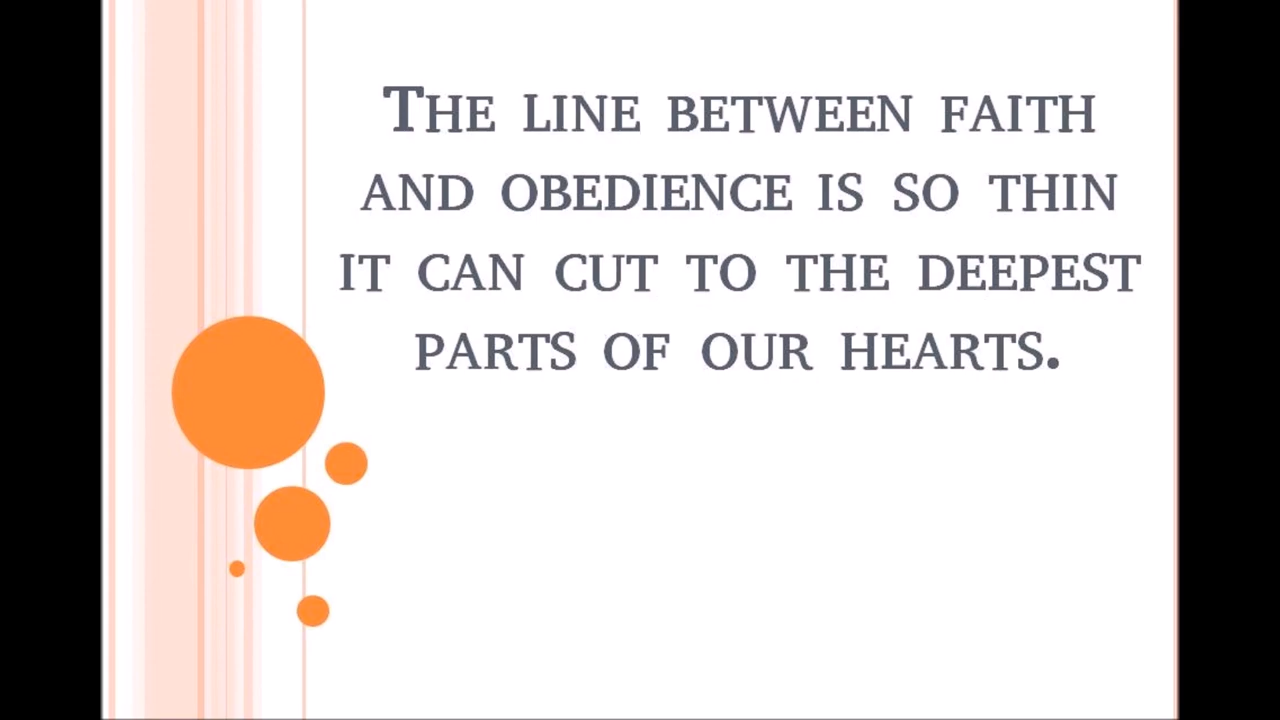 The line between faith
and obedience is so thin
it can cut to the deepest
parts of our hearts.